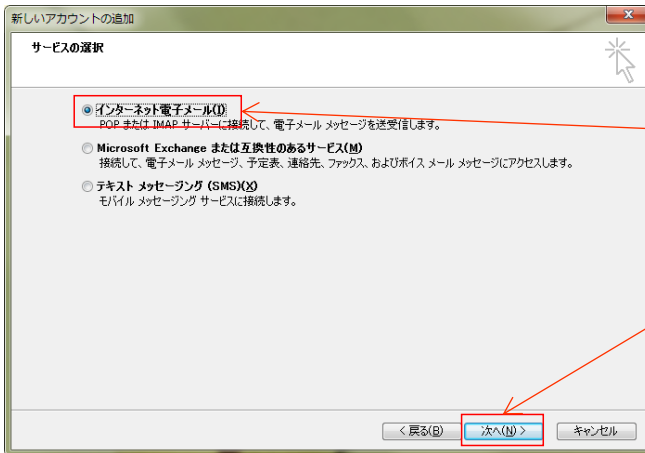 新しいアカウントの追加
サービスの選択
インターネット電子メール(I)
POP または IMAP サーバーに接続して、電子メール メッセージを送受信します。
Microsoft Exchange または互換性のあるサービス(M)
接続して、電子メール メッセージ、予定表、連絡先、ファックス、およびボイス メール メッセージにアクセスします。
テキスト メッセージング (SMS)(X)
モバイル メッセージング サービスに接続します。
< 戻る(B) 次へ(N) > キャンセル